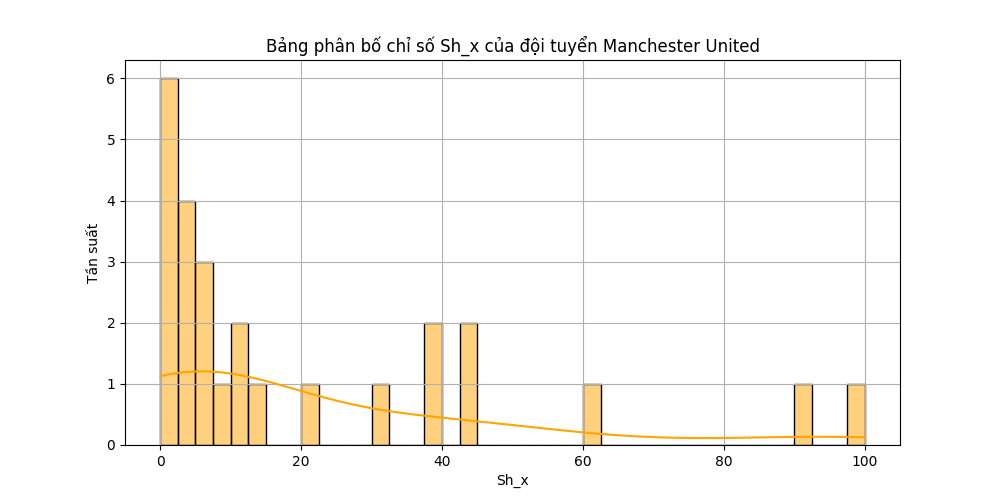 Bảng phân bố chỉ số Sh_x của đội tuyển Manchester United
Tần suất
6
5
4
3
2
1
0
0 20 40 60 80 100
Sh_x